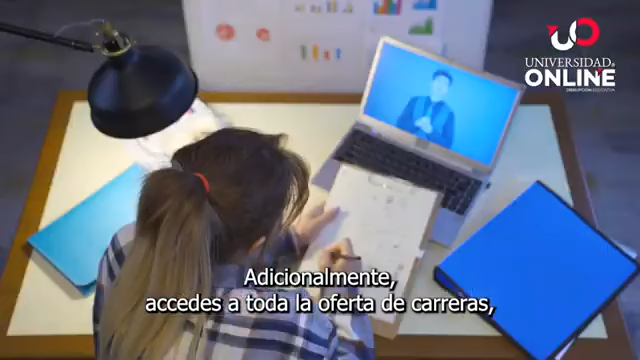 UNIVERSIDAD
ONLINE
Adicionalmente,
accedes a toda la oferta de carreras,